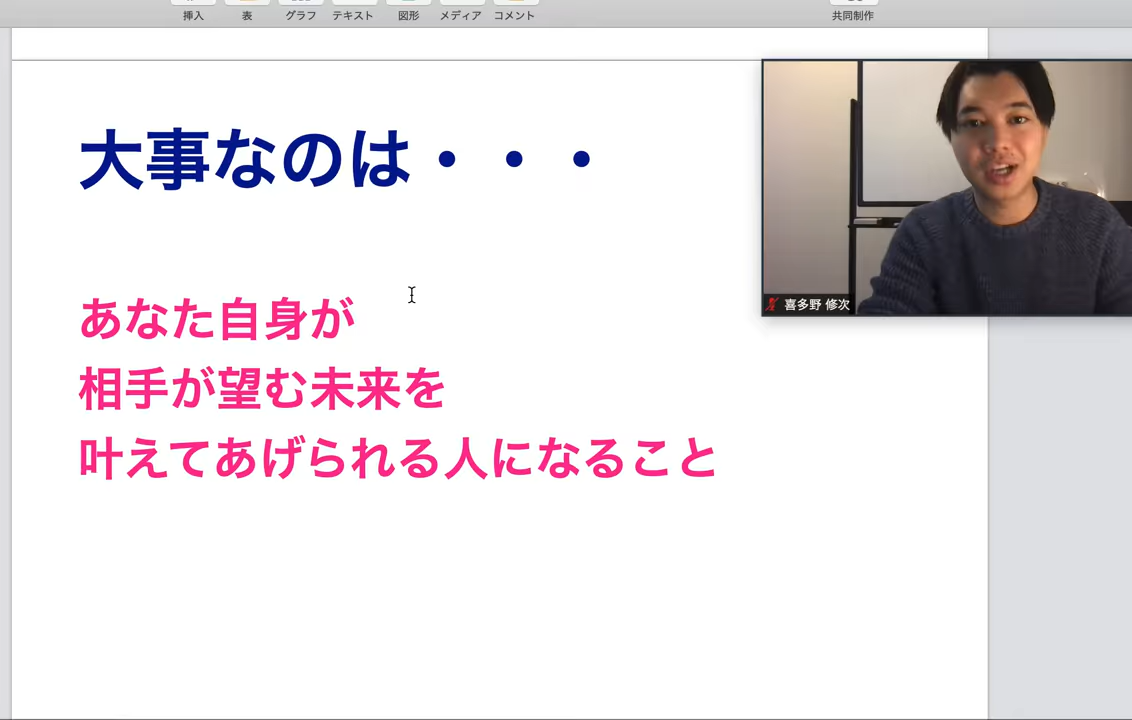 挿入 表 グラフ テキスト 図形 メディア コメント 共同制作
大事なのは・・・
あなた自身が
相手が望む未来を
叶えてあげられる人になること
喜多野 修次